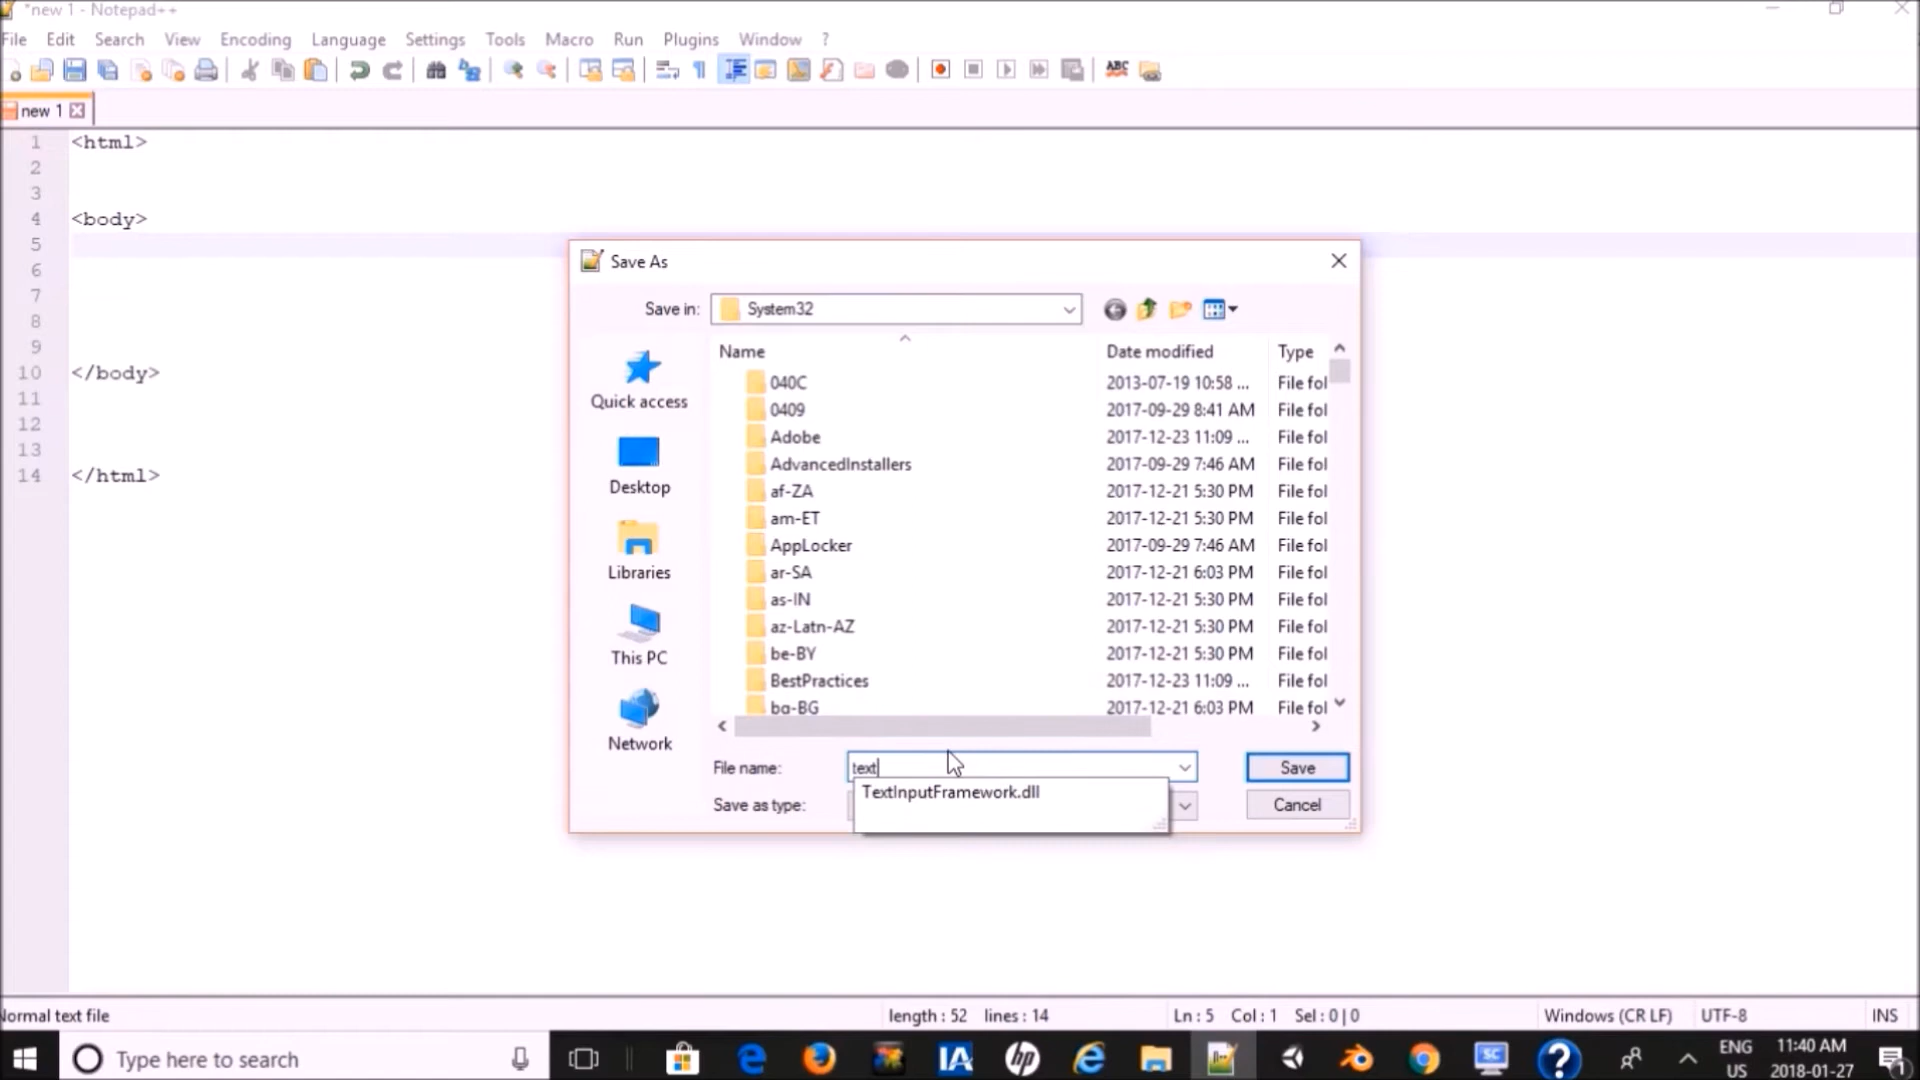 *new 1 - Notepad++
File Edit Search View Encoding Language Settings Tools Macro Run Plugins Window ?
ABC
new 1
1 <html>
2
3
4 <body>
5
6
7
8
9
10 </body>
11
12
13
14 </html>
Save As
Save in: System32
Name Date modified Type
040C 2013-07-19 10:58 ... File fol
0409 2017-09-29 8:41 AM File fol
Adobe 2017-12-23 11:09 ... File fol
AdvancedInstallers 2017-09-29 7:46 AM File fol
af-ZA 2017-12-21 5:30 PM File fol
am-ET 2017-12-21 5:30 PM File fol
AppLocker 2017-09-29 7:46 AM File fol
ar-SA 2017-12-21 6:03 PM File fol
as-IN 2017-12-21 5:30 PM File fol
az-Latn-AZ 2017-12-21 5:30 PM File fol
be-BY 2017-12-21 5:30 PM File fol
BestPractices 2017-12-23 11:09 ... File fol
bg-BG 2017-12-21 6:03 PM File fol
Quick access
Desktop
Libraries
This PC
Network
File name: text Save
TextInputFramework.dll
Save as type: Cancel
Normal text file length : 52 lines : 14 Ln : 5 Col : 1 Sel : 0 | 0 Windows (CR LF) UTF-8 INS
Type here to search
IA
hp
SC
?
ENG
US
11:40 AM
2018-01-27
1